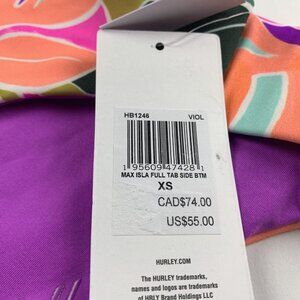 HB1246 VIOL
1 95609 47428 1
MAX ISLA FULL TAB SIDE BTM
XS
CAD$74.00
US$55.00
HURLEY.COM
The HURLEY trademarks,
names and logos are trademarks
of HRLY Brand Holdings LLC